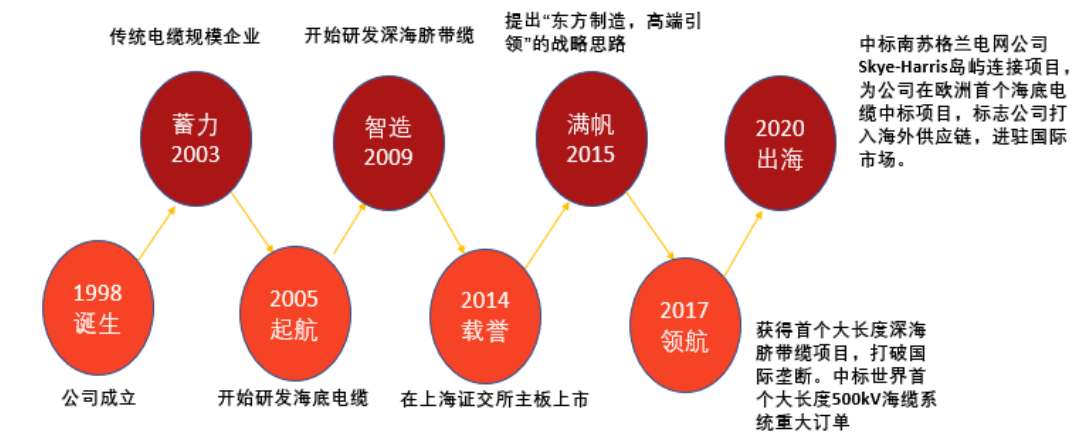 传统电缆规模企业
开始研发深海脐带缆
提出“东方制造，高端引
领”的战略思路
中标南苏格兰电网公司
Skye-Harris岛屿连接项目，
为公司在欧洲首个海底电
缆中标项目，标志公司打
入海外供应链，进驻国际
市场。
蓄力
2003
智造
2009
满帆
2015
2020
出海
1998
诞生
2005
起航
2014
载誉
2017
领航
公司成立
开始研发海底电缆
在上海证交所主板上市
获得首个大长度深海
脐带缆项目，打破国
际垄断。中标世界首
个大长度500kV海缆系
统重大订单